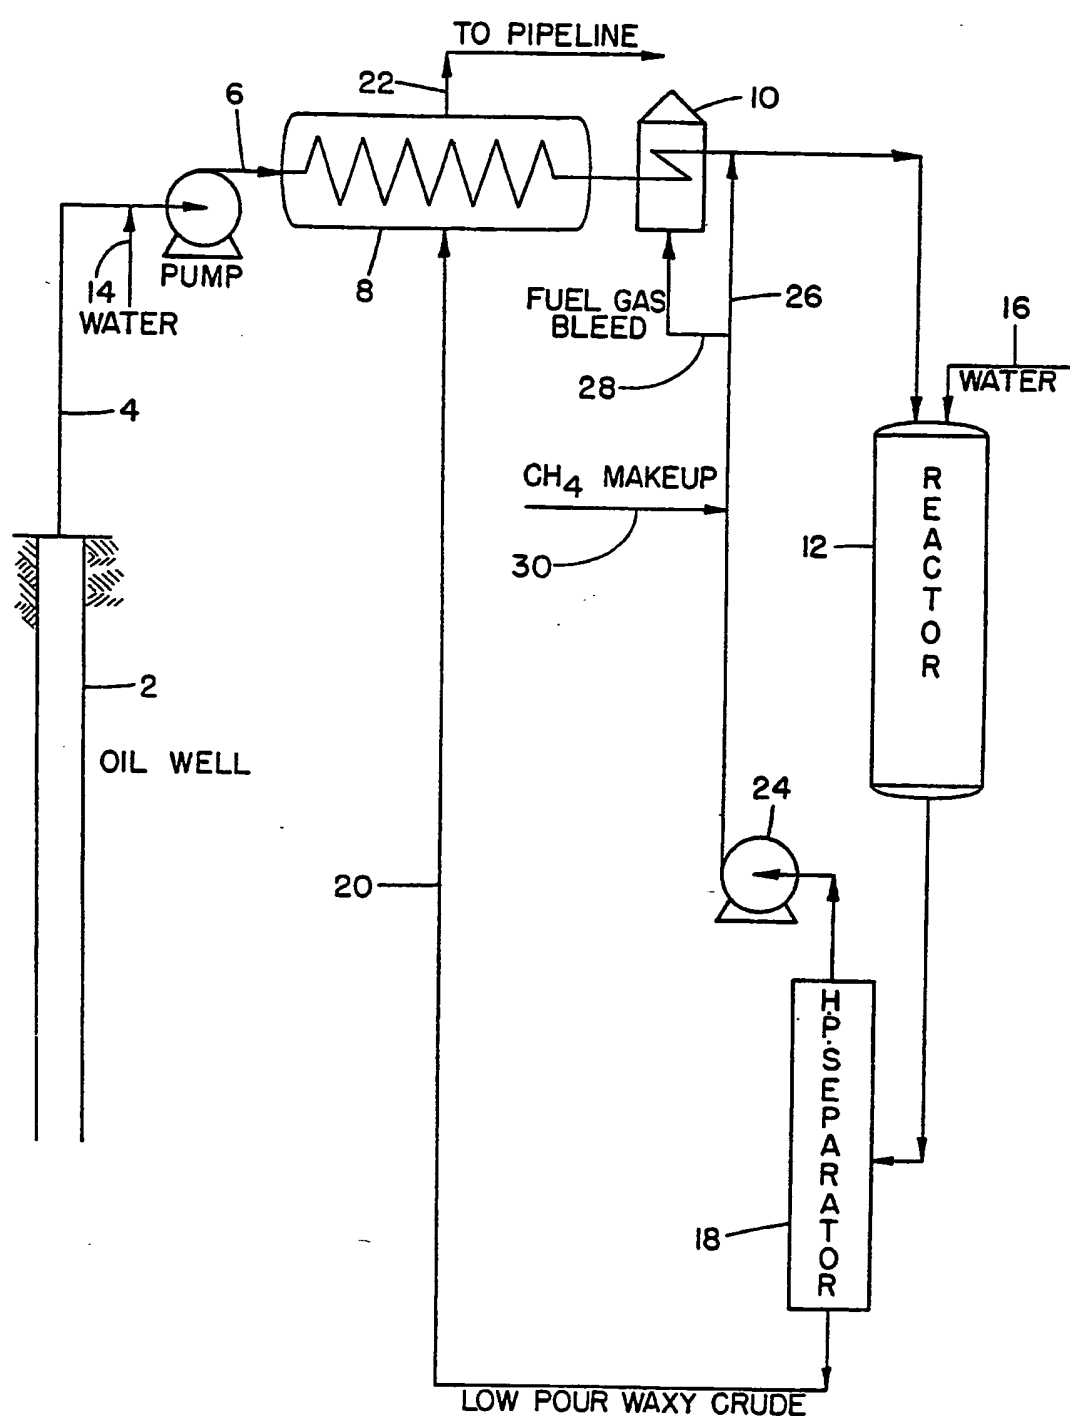 TO PIPELINE
22
6
10
14
WATER
PUMP
8
FUEL GAS
BLEED
26
28
16
WATER
4
CH4 MAKEUP
30
12
REACTOR
2
OIL WELL
24
20
H.P. SEPARATOR
18
LOW POUR WAXY CRUDE